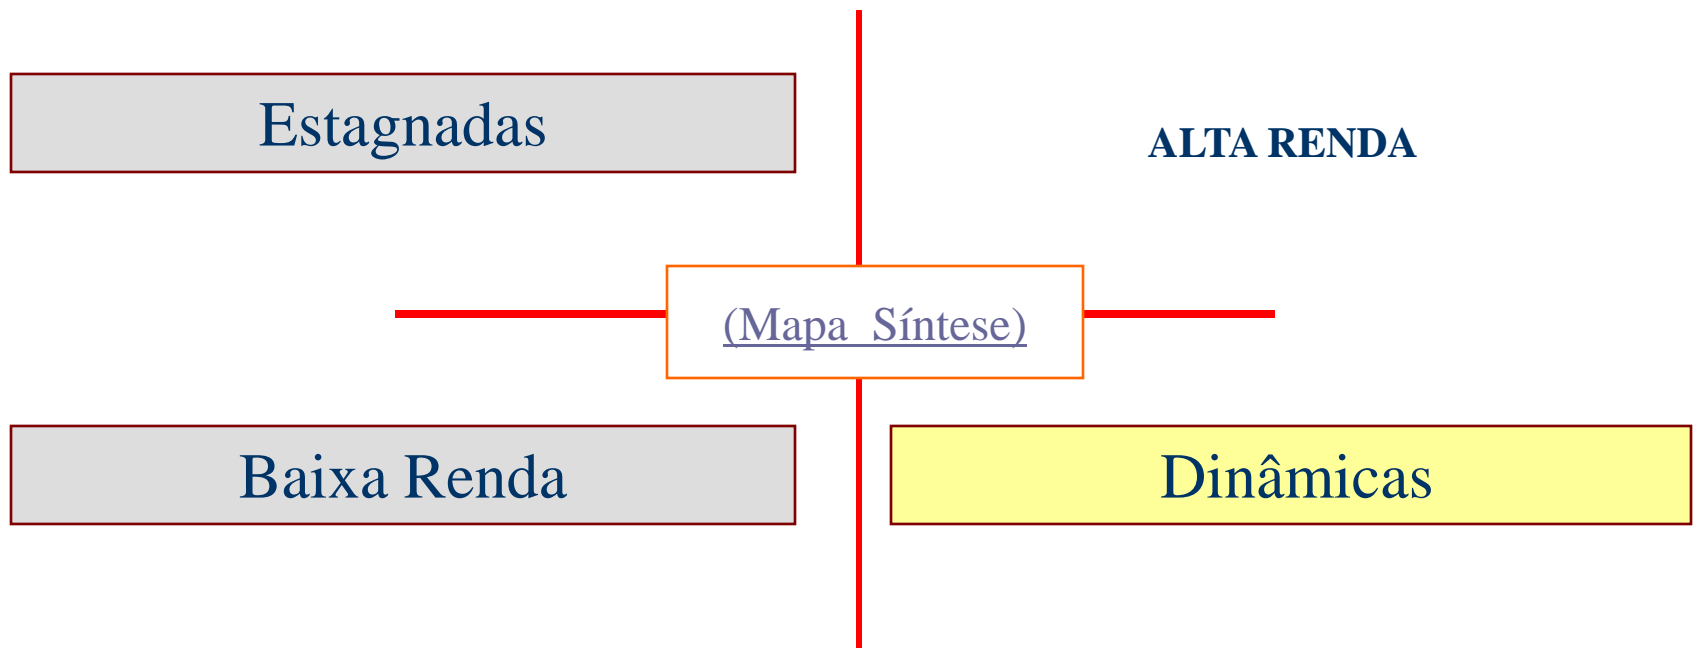 Estagnadas
ALTA RENDA
(Mapa Síntese)
Baixa Renda
Dinâmicas